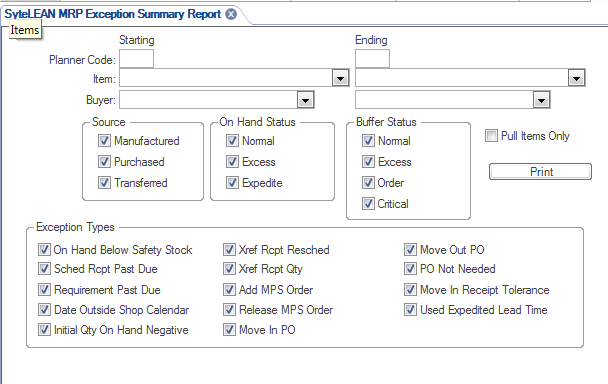 SyteLEAN MRP Exception Summary Report
Items
Starting Ending
Planner Code:
Item:
Buyer:
Source On Hand Status Buffer Status
Manufactured Normal Normal Pull Items Only
Purchased Excess Excess Print
Transferred Expedite Order
Critical
Exception Types
On Hand Below Safety Stock Xref Rcpt Resched Move Out PO
Sched Rcpt Past Due Xref Rcpt Qty PO Not Needed
Requirement Past Due Add MPS Order Move In Receipt Tolerance
Date Outside Shop Calendar Release MPS Order Used Expedited Lead Time
Initial Qty On Hand Negative Move In PO